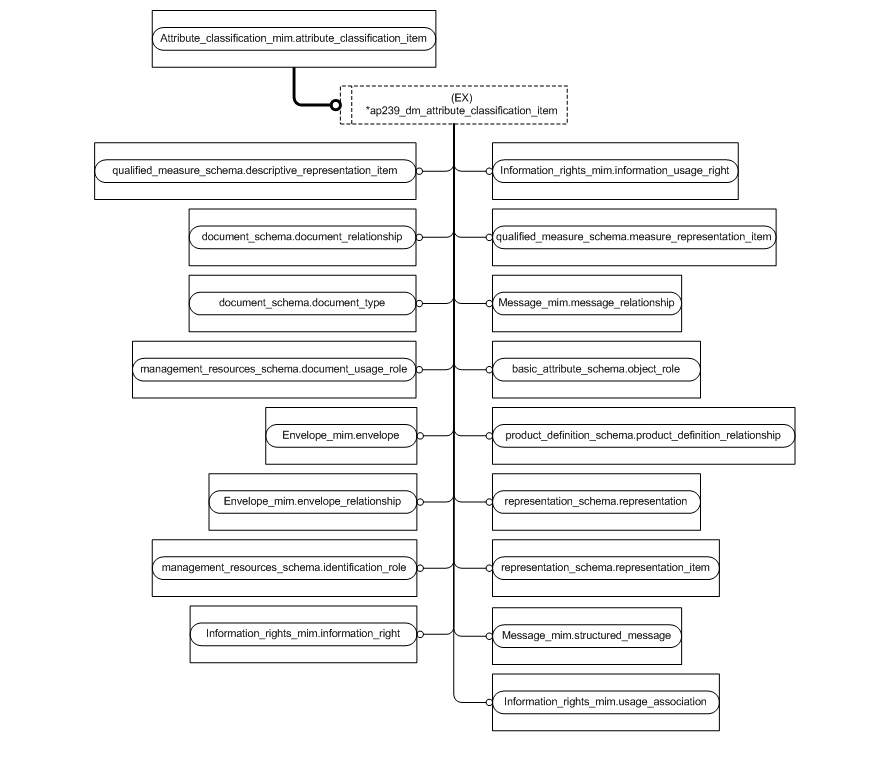 Attribute_classification_mim.attribute_classification_item
(EX)
*ap239_dm_attribute_classification_item
qualified_measure_schema.descriptive_representation_item
Information_rights_mim.information_usage_right
document_schema.document_relationship
qualified_measure_schema.measure_representation_item
document_schema.document_type
Message_mim.message_relationship
management_resources_schema.document_usage_role
basic_attribute_schema.object_role
Envelope_mim.envelope
product_definition_schema.product_definition_relationship
Envelope_mim.envelope_relationship
representation_schema.representation
management_resources_schema.identification_role
representation_schema.representation_item
Information_rights_mim.information_right
Message_mim.structured_message
Information_rights_mim.usage_association